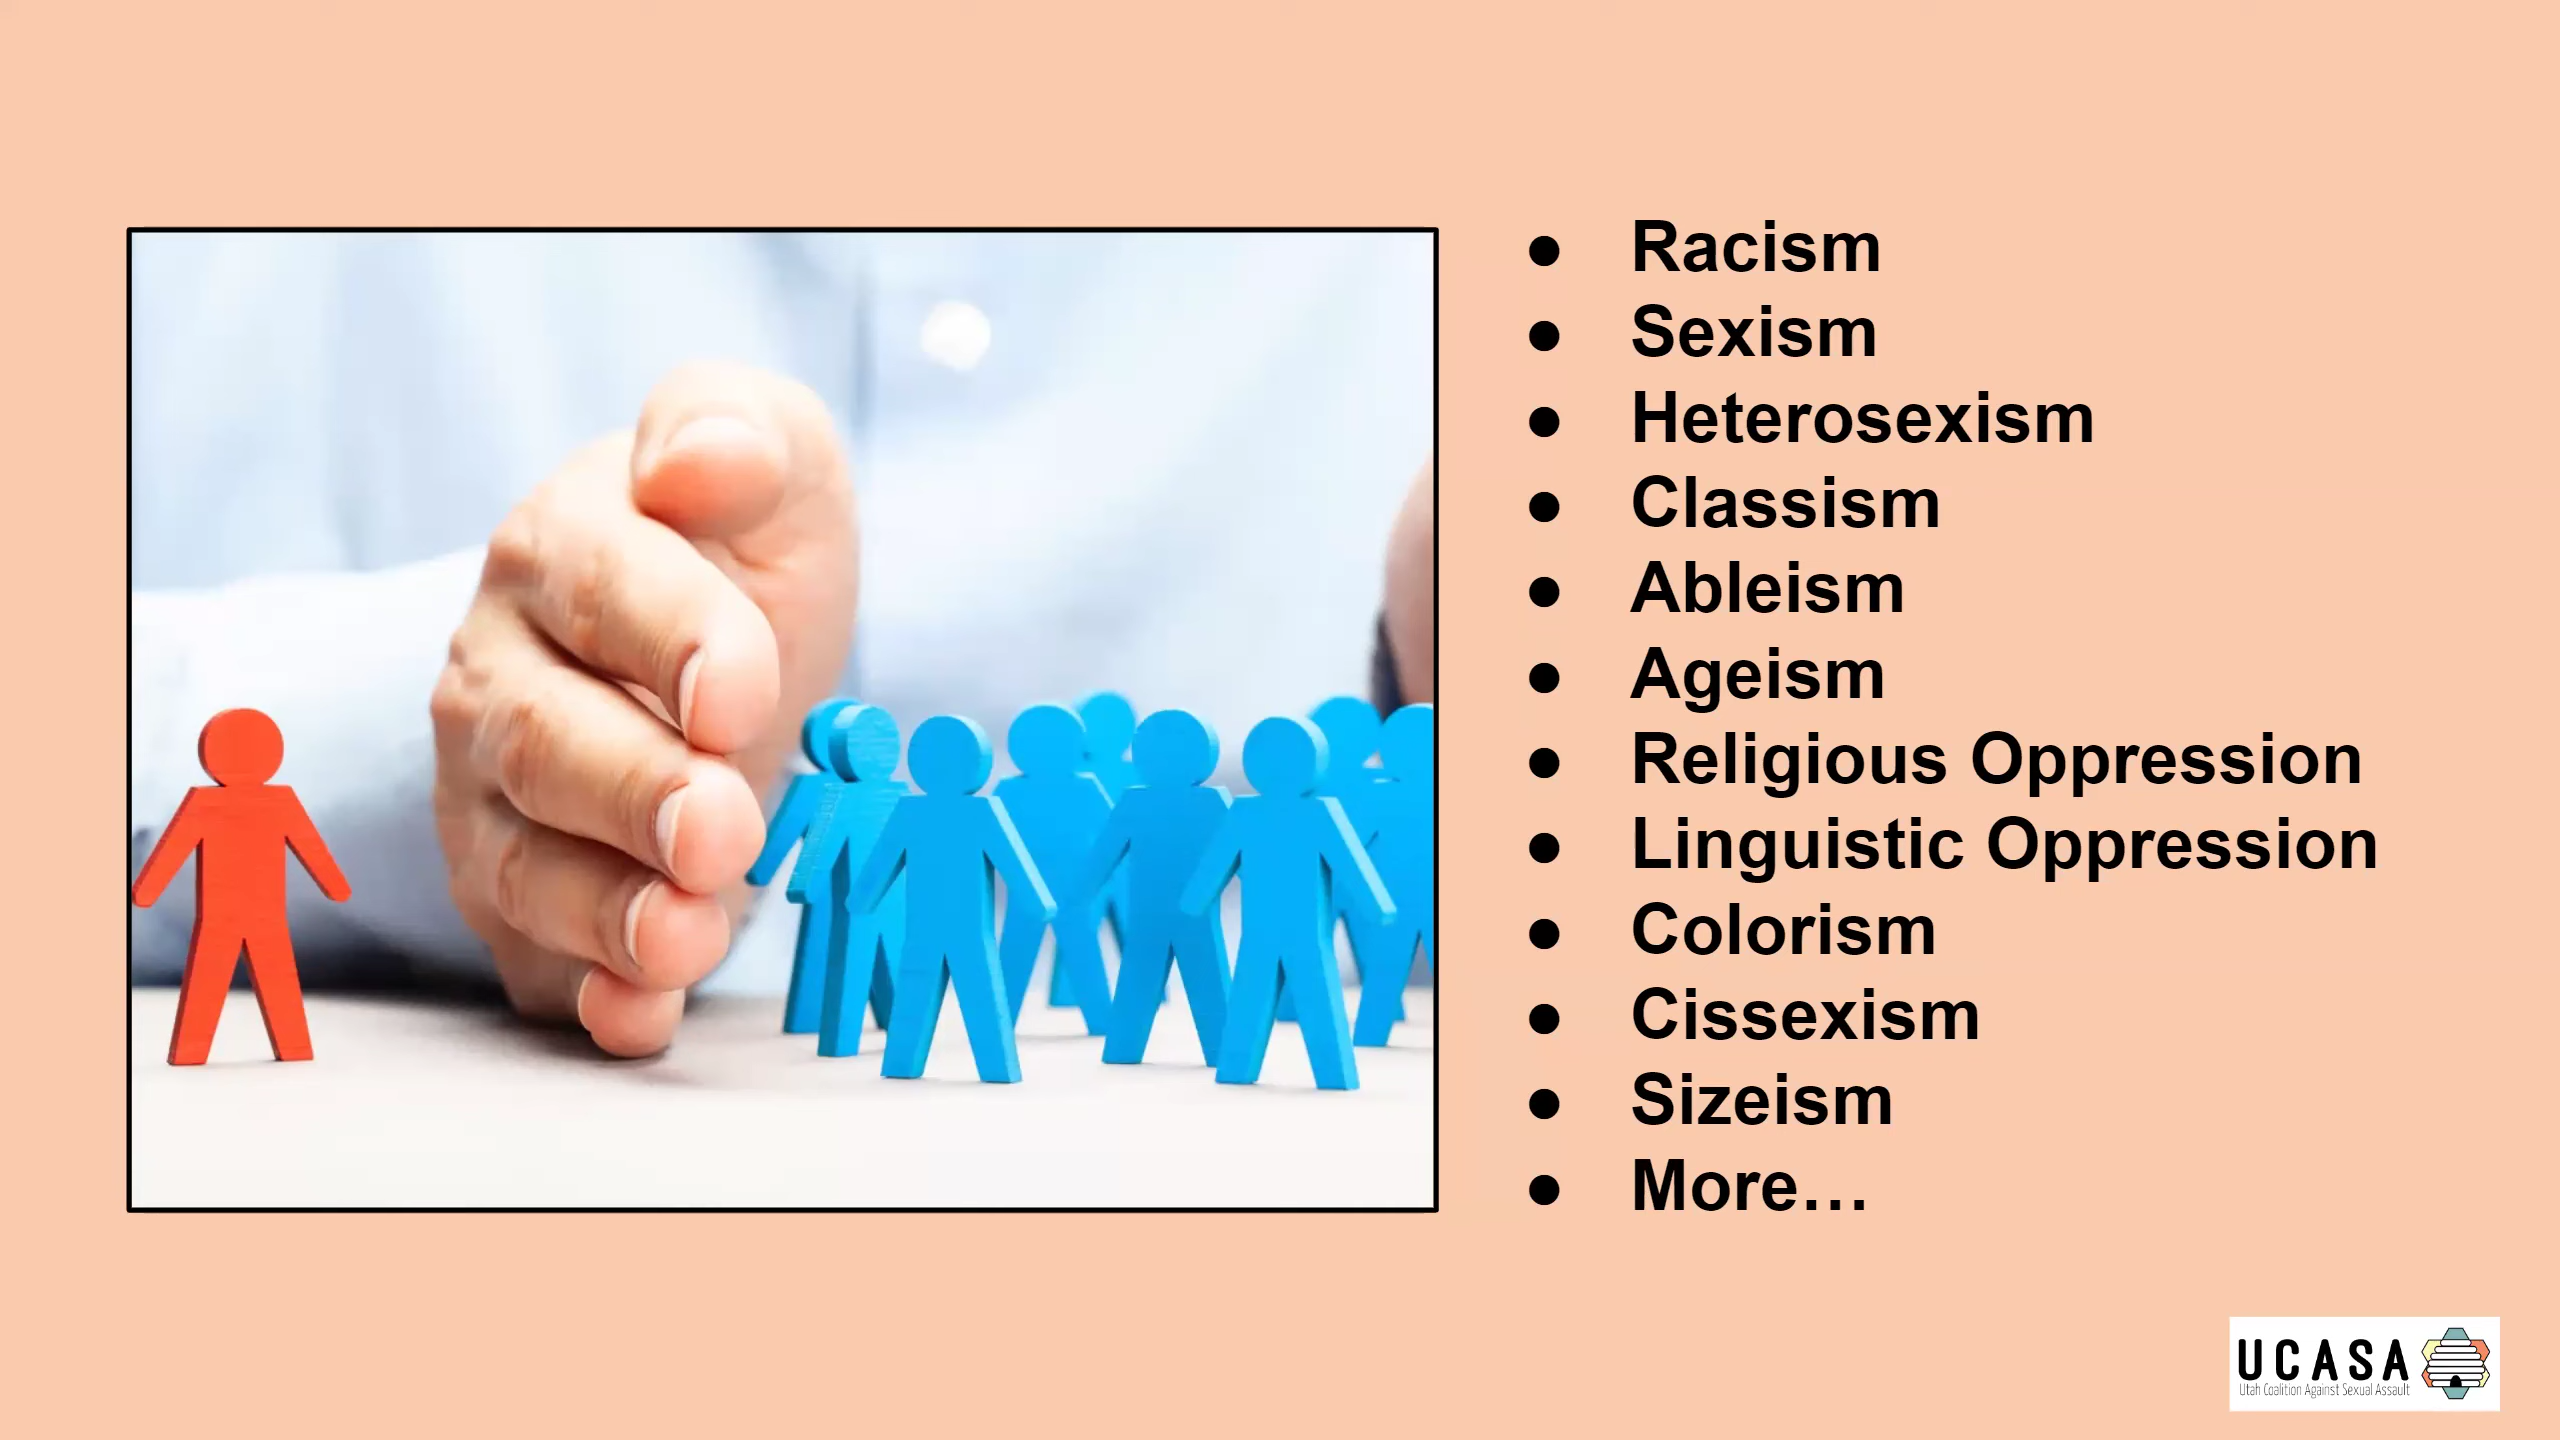 ● Racism
● Sexism
● Heterosexism
● Classism
● Ableism
● Ageism
● Religious Oppression
● Linguistic Oppression
● Colorism
● Cissexism
● Sizeism
● More…
UCASA
Utah Coalition Against Sexual Assault